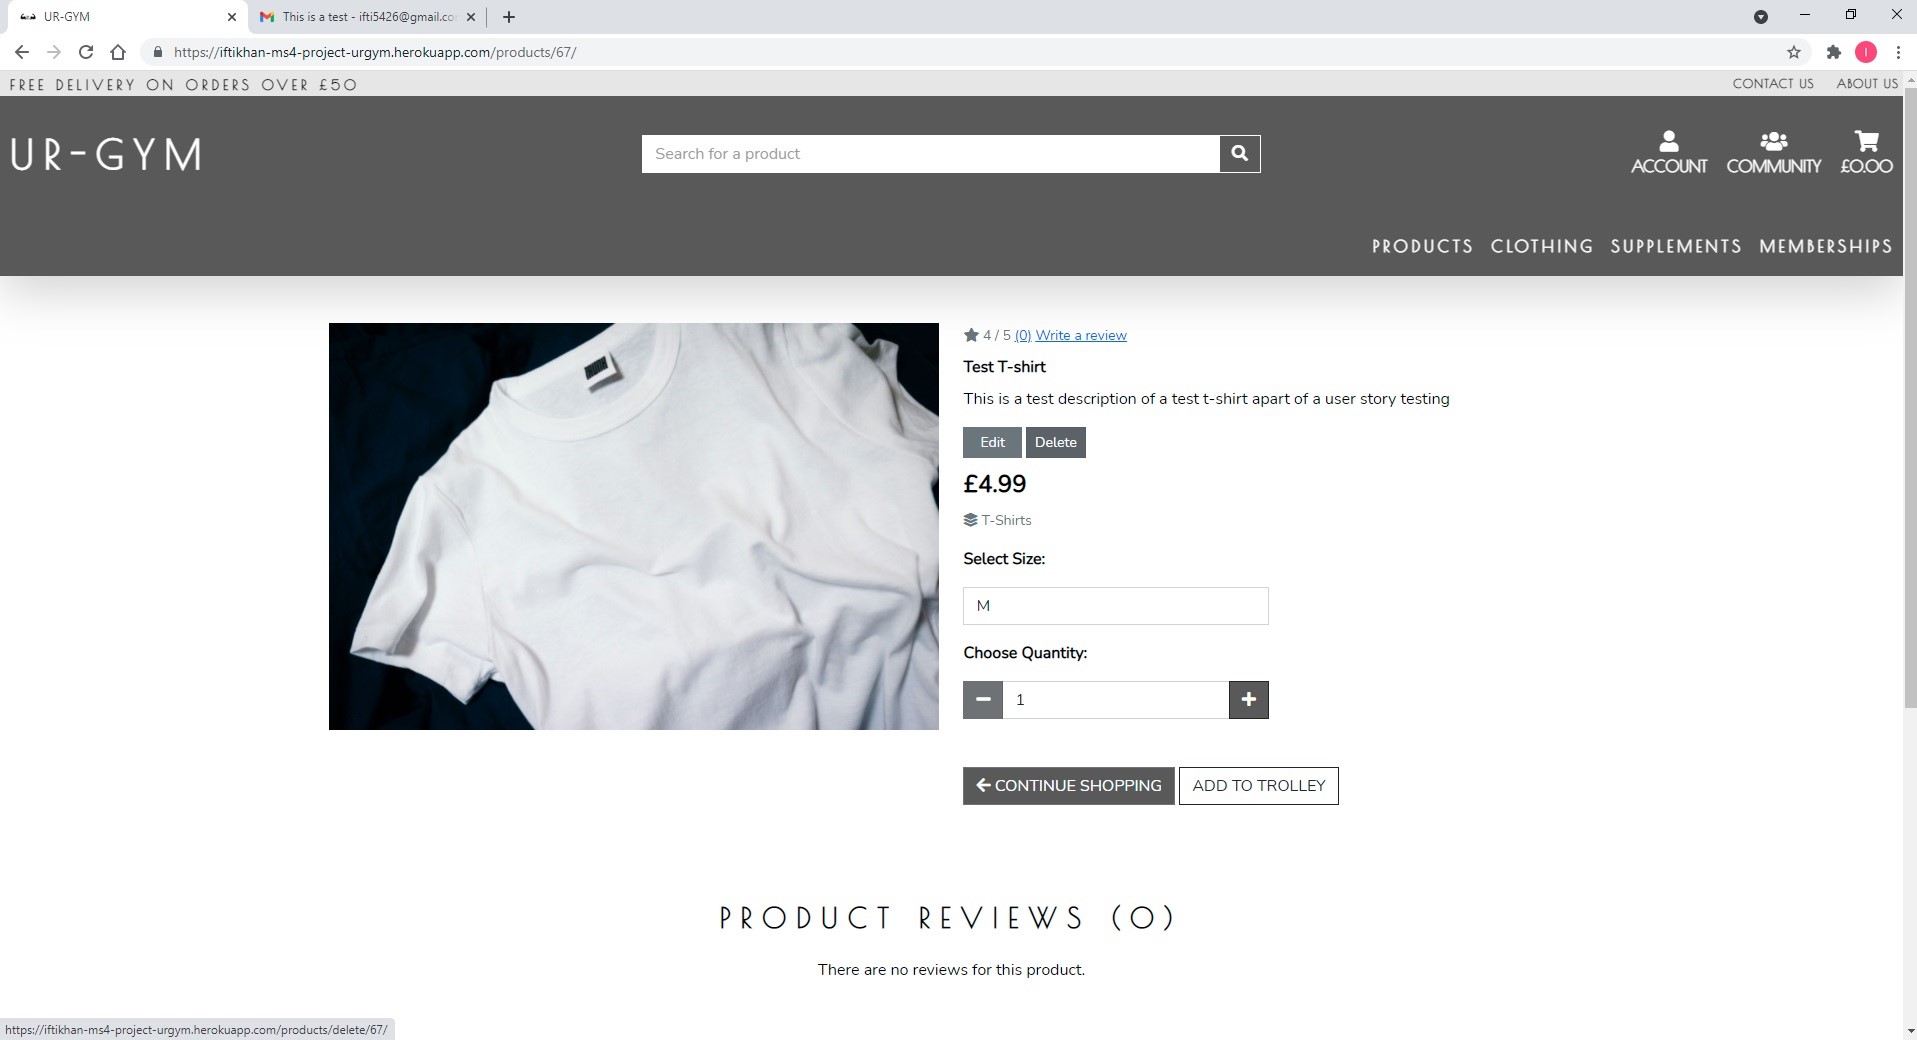 UR-GYM
This is a test - ifti5426@gmail.co
https://iftikhan-ms4-project-urgym.herokuapp.com/products/67/
I
FREE DELIVERY ON ORDERS OVER £50
CONTACT US
ABOUT US
UR-GYM
Search for a product
ACCOUNT
COMMUNITY
£0.00
PRODUCTS
CLOTHING
SUPPLEMENTS
MEMBERSHIPS
4 / 5 (0) Write a review
Test T-shirt
This is a test description of a test t-shirt apart of a user story testing
Edit
Delete
£4.99
T-Shirts
Select Size:
M
Choose Quantity:
1
CONTINUE SHOPPING
ADD TO TROLLEY
PRODUCT REVIEWS (0)
There are no reviews for this product.
https://iftikhan-ms4-project-urgym.herokuapp.com/products/delete/67/